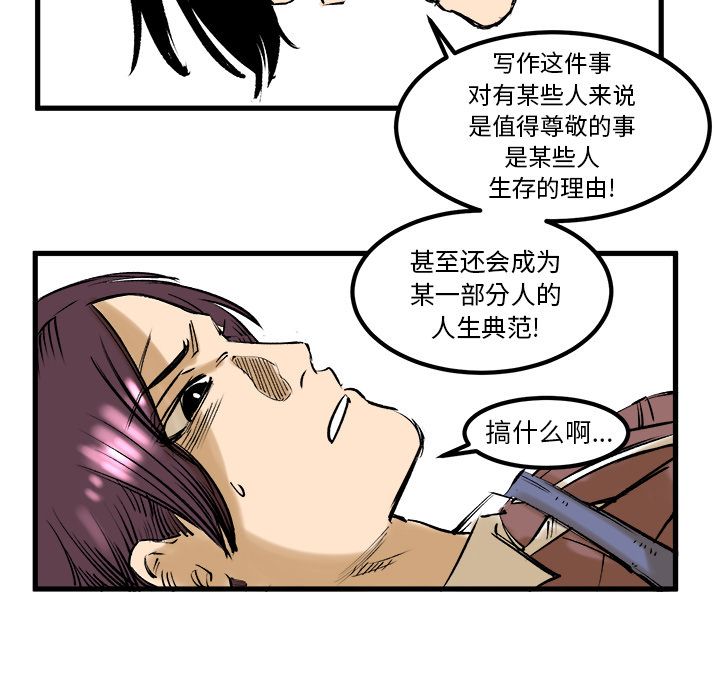 写作这件事
对有某些人来说
是值得尊敬的事
是某些人
生存的理由!
甚至还会成为
某一部分人的
人生典范!
搞什么啊...